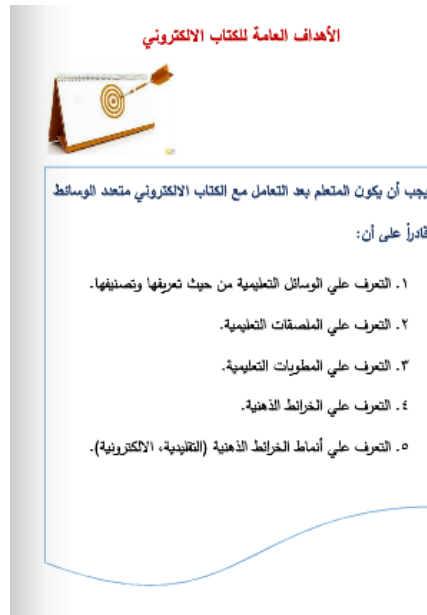 الأهداف العامة للكتاب الالكتروني
يجب أن يكون المتعلم بعد التعامل مع الكتاب الالكتروني متعدد الوسائط
قادراً على أن:
١. التعرف علي الوسائل التعليمية من حيث تعريفها وتصنيفها.
٢. التعرف علي الملصقات التعليمية.
٣. التعرف علي المطويات التعليمية.
٤. التعرف علي الخرائط الذهنية.
٥. التعرف علي أنماط الخرائط الذهنية (التقليدية، الالكترونية).